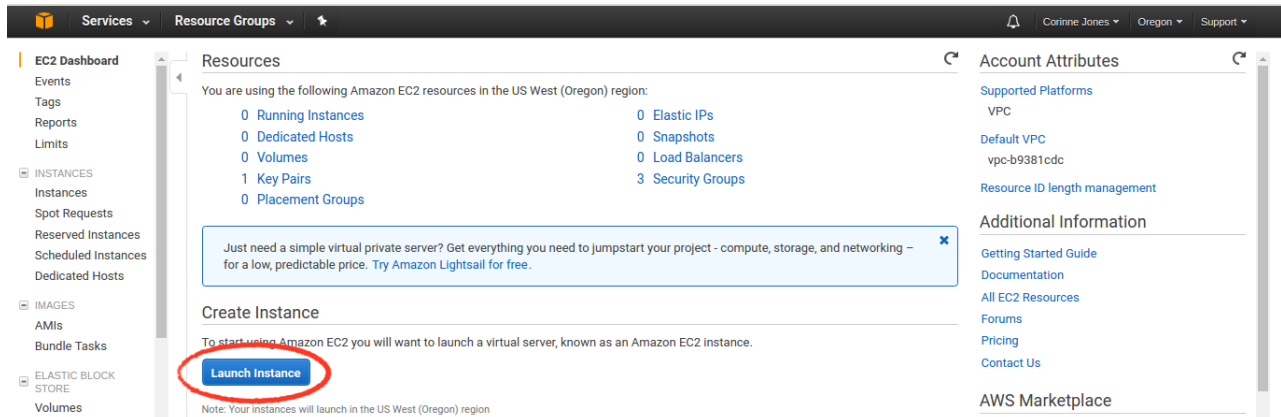 Services Resource Groups Corinne Jones Oregon Support
EC2 Dashboard
Events
Tags
Reports
Limits
INSTANCES
Instances
Spot Requests
Reserved Instances
Scheduled Instances
Dedicated Hosts
IMAGES
AMIs
Bundle Tasks
ELASTIC BLOCK
STORE
Volumes
Resources
You are using the following Amazon EC2 resources in the US West (Oregon) region:
0 Running Instances
0 Dedicated Hosts
0 Volumes
1 Key Pairs
0 Placement Groups
0 Elastic IPs
0 Snapshots
0 Load Balancers
3 Security Groups
Just need a simple virtual private server? Get everything you need to jumpstart your project - compute, storage, and networking –
for a low, predictable price. Try Amazon Lightsail for free.
Create Instance
To start using Amazon EC2 you will want to launch a virtual server, known as an Amazon EC2 instance.
Launch Instance
Note: Your instances will launch in the US West (Oregon) region
Account Attributes
Supported Platforms
VPC
Default VPC
vpc-b9381cdc
Resource ID length management
Additional Information
Getting Started Guide
Documentation
All EC2 Resources
Forums
Pricing
Contact Us
AWS Marketplace